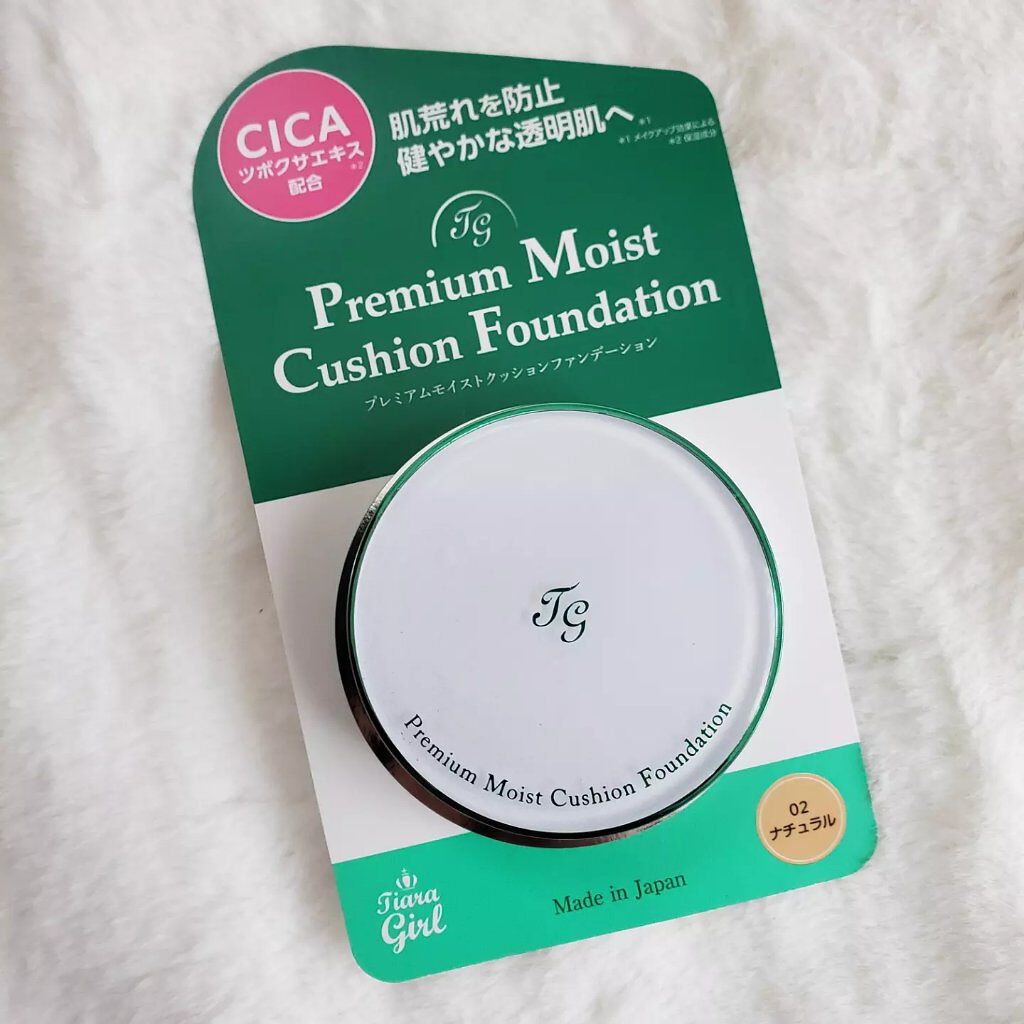 CICA
ツボクサエキス
※2
配合
肌荒れを防止
健やかな透明肌へ※1
※1 メイクアップ効果による
※2 保湿成分
TG
Premium Moist
Cushion Foundation
プレミアムモイストクッションファンデーション
TG
Premium Moist Cushion Foundation
02
ナチュラル
Tiara
Girl
Made in Japan